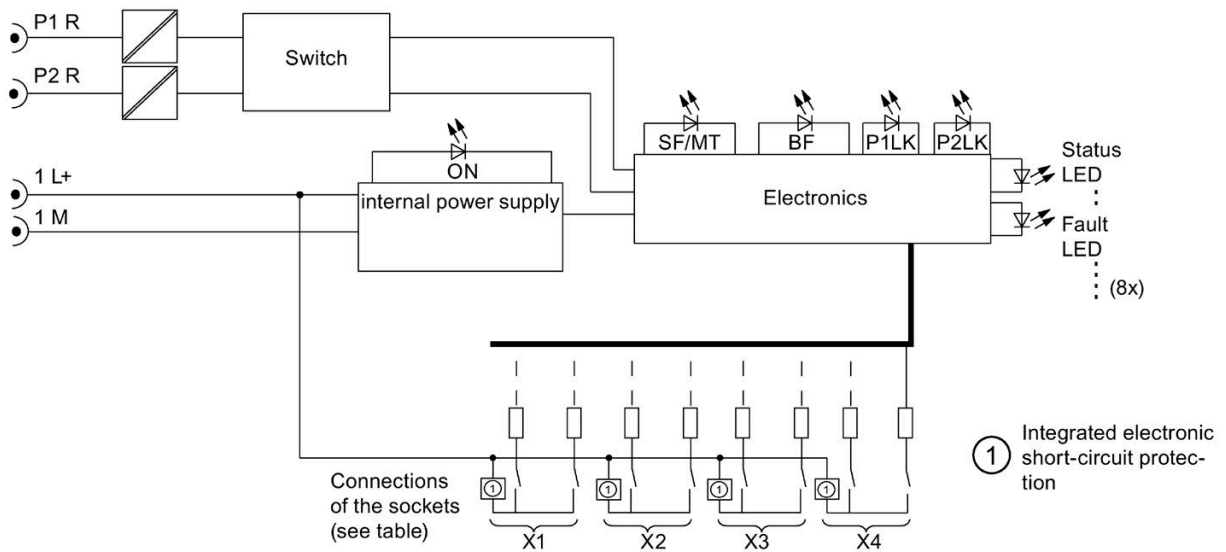 P1 R
Switch
P2 R
SF/MT
BF
P1LK
P2LK
Status
LED
ON
1 L+
internal power supply
Electronics
1 M
Fault
LED
(8x)
1
Integrated electronic
short-circuit protec-
tion
Connections
of the sockets
(see table)
1
1
1
1
X1
X2
X3
X4